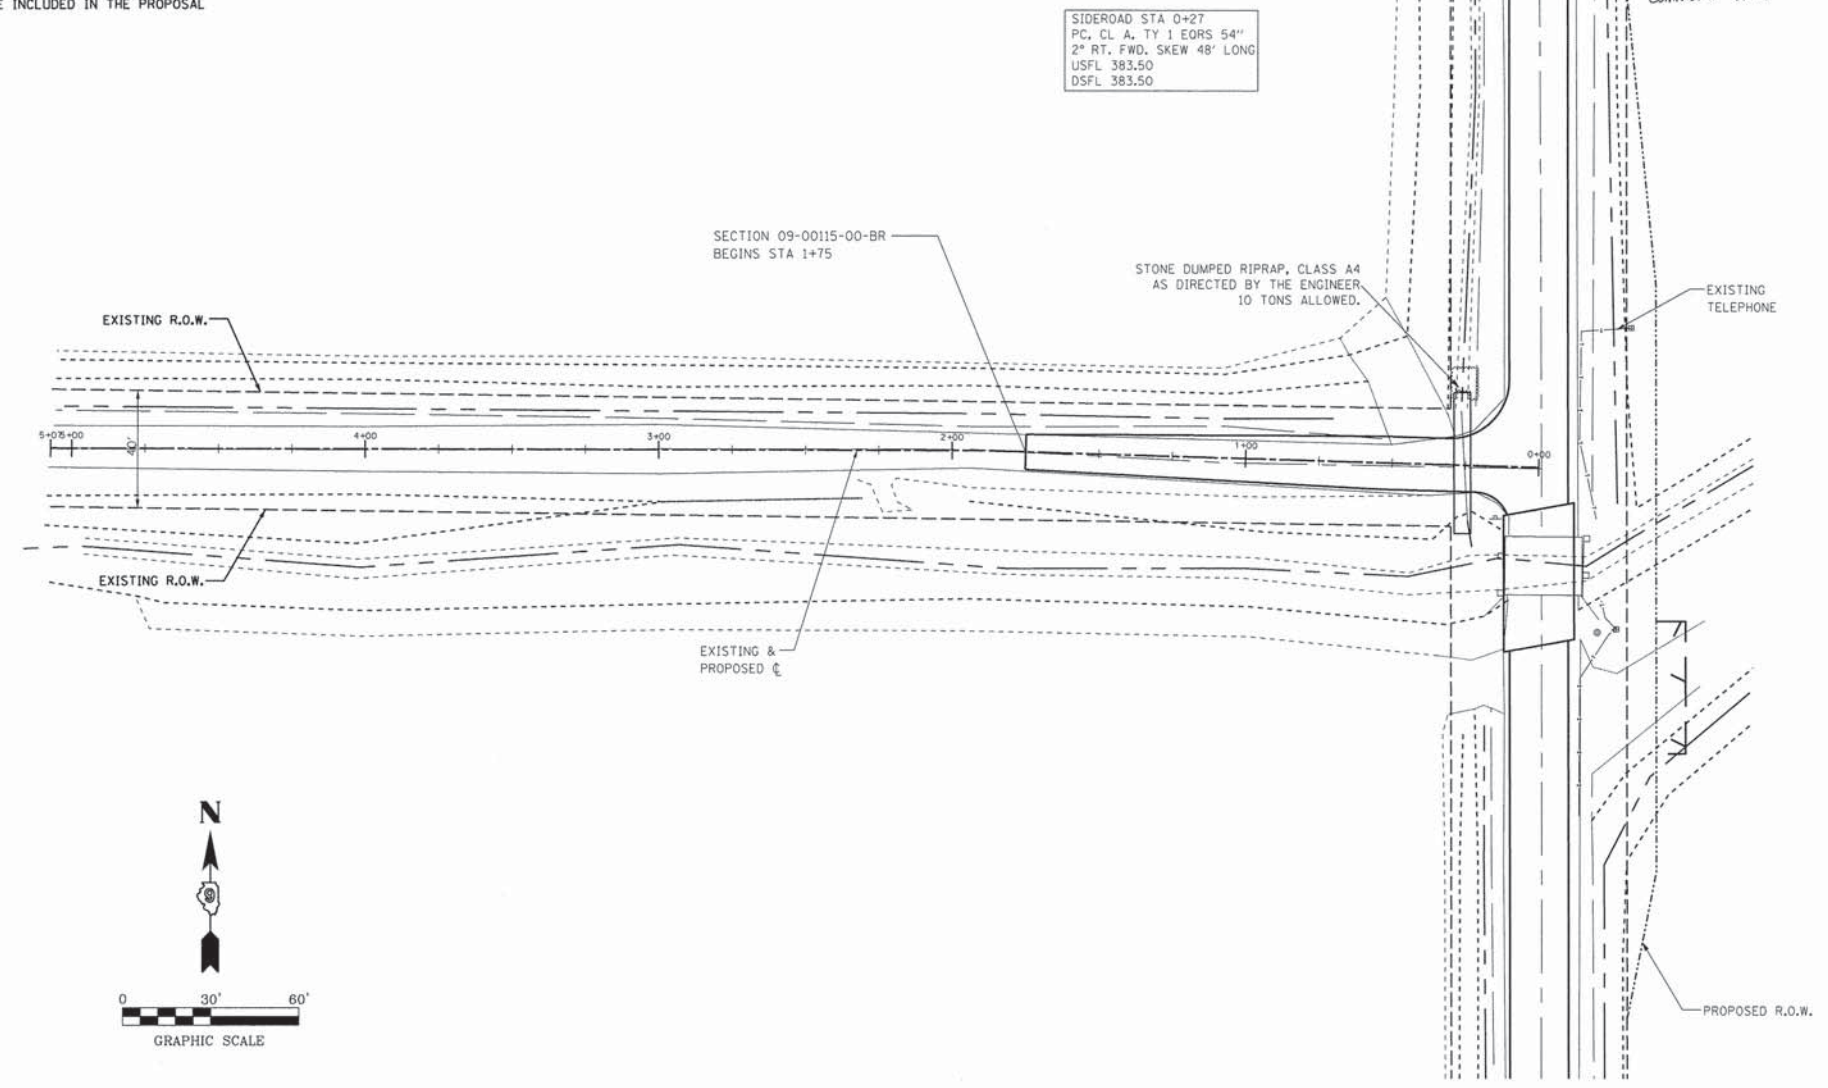 INCLUDED IN THE PROPOSAL
SIDEROAD STA 0+27
PC, CL A, TY 1 EQRS 54"
2° RT. FWD. SKEW 48' LONG
USFL 383.50
DSFL 383.50
SECTION 09-00115-00-BR
BEGINS STA 1+75
STONE DUMPED RIPRAP, CLASS A4
AS DIRECTED BY THE ENGINEER
10 TONS ALLOWED.
EXISTING
TELEPHONE
EXISTING R.O.W.
5+00
4+00
3+00
2+00
1+00
0+00
40'
EXISTING R.O.W.
EXISTING &
PROPOSED ℄
N
9
0 30' 60'
GRAPHIC SCALE
PROPOSED R.O.W.